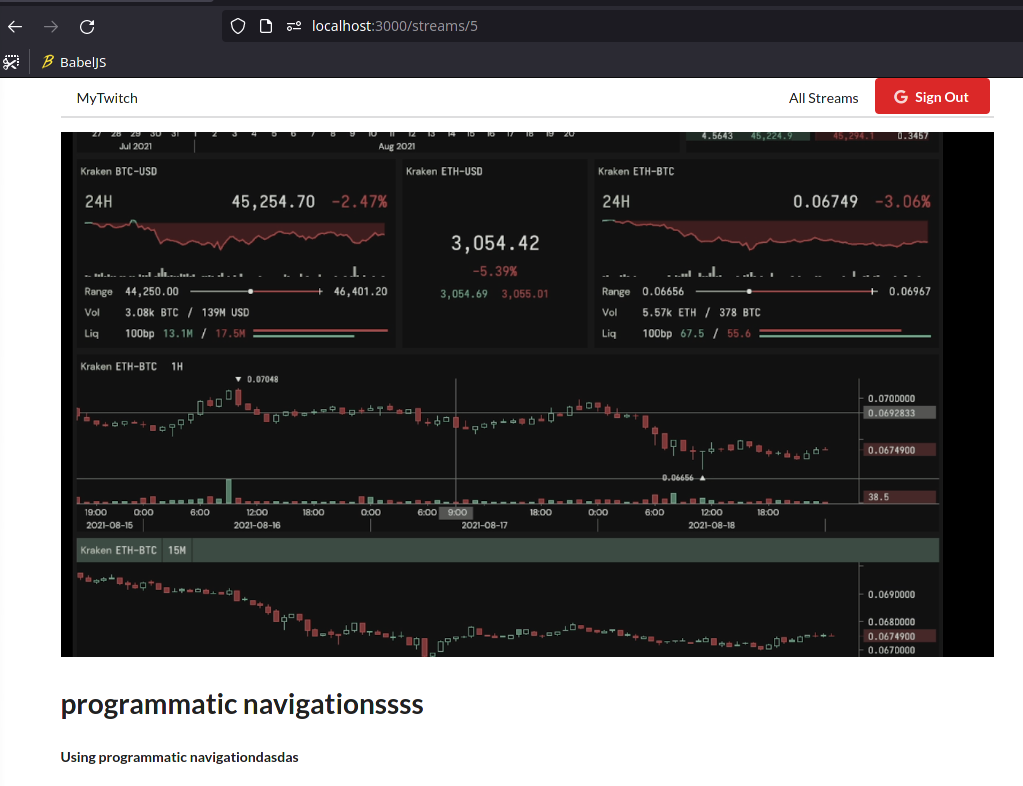 localhost:3000/streams/5
BabelJS
MyTwitch All Streams Sign Out
27 28 29 30 31 1 2 3 4 5 6 7 8 9 10 11 12 13 14 15 16 17 18 19 20
4.5643 45,224.9 45,294.1 0.3457
Jul 2021 Aug 2021
Kraken BTC-USD Kraken ETH-USD Kraken ETH-BTC
24H 45,254.70 -2.47% 24H 0.06749 -3.06%
3,054.42
-5.39%
3,054.69 3,055.01
Range 44,250.00 46,401.20 Range 0.06656 0.06967
Vol 3.08k BTC / 139M USD Vol 5.57k ETH / 378 BTC
Liq 100bp 13.1M / 17.5M Liq 100bp 67.5 / 55.6
Kraken ETH-BTC 1H
0.07048
0.0700000
0.0692833
0.0674900
0.06656
38.5
19:00 0:00 6:00 12:00 18:00 0:00 6:00 9:00 18:00 0:00 6:00 12:00 18:00
2021-08-15 2021-08-16 2021-08-17 2021-08-18
Kraken ETH-BTC 15M
0.0690000
0.0680000
0.0674900
0.0670000
programmatic navigationssss
Using programmatic navigationdasdas